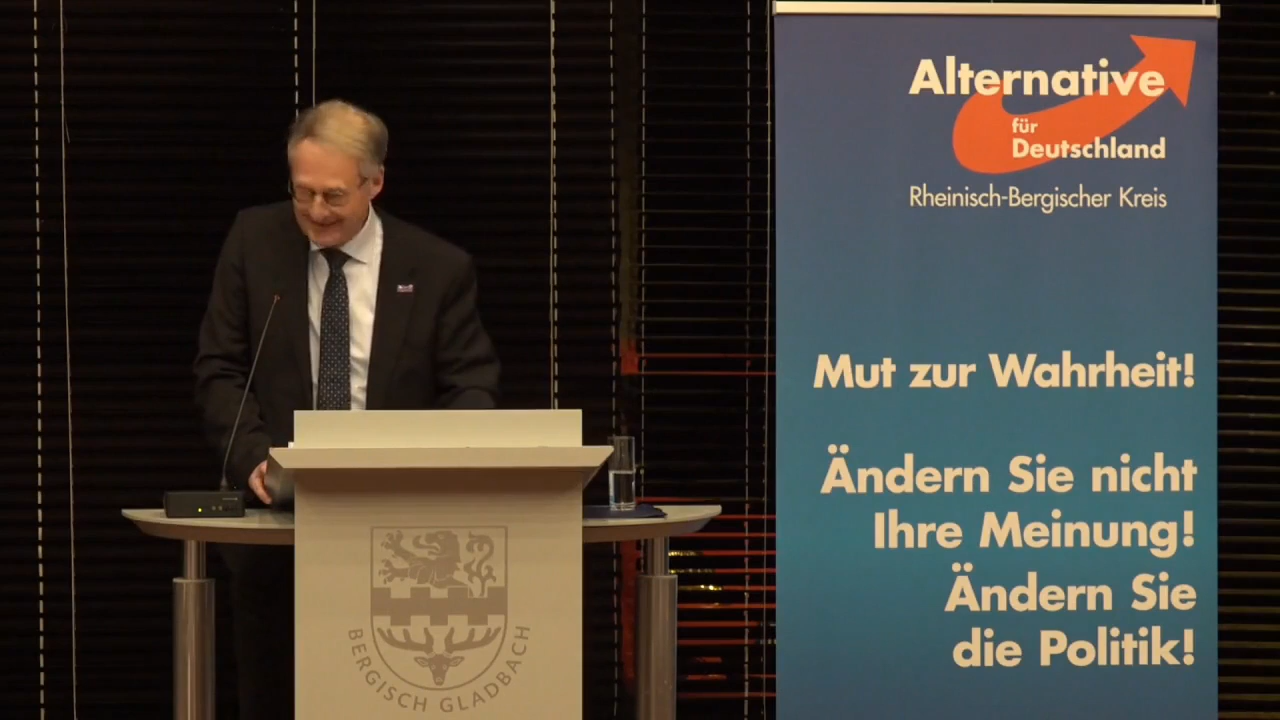 Alternative
für
Deutschland
Rheinisch-Bergischer Kreis
Mut zur Wahrheit!
Ändern Sie nicht
Ihre Meinung!
Ändern Sie
die Politik!
BERGISCH GLADBACH